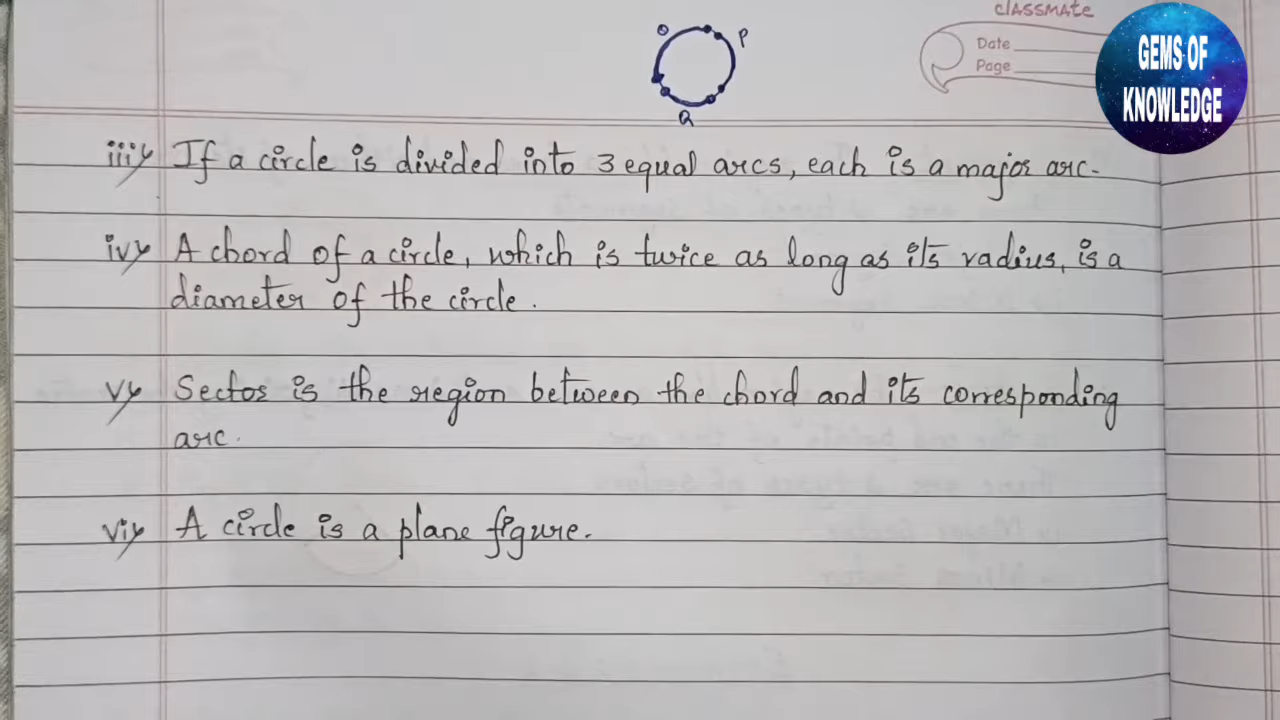 classmate
Date
Page
GEMS OF
KNOWLEDGE
P
Q
iii) If a circle is divided into 3 equal arcs, each is a major arc.
iv) A chord of a circle, which is twice as long as its radius, is a
diameter of the circle.
v) Sector is the region between the chord and its corresponding
arc.
vi) A circle is a plane figure.